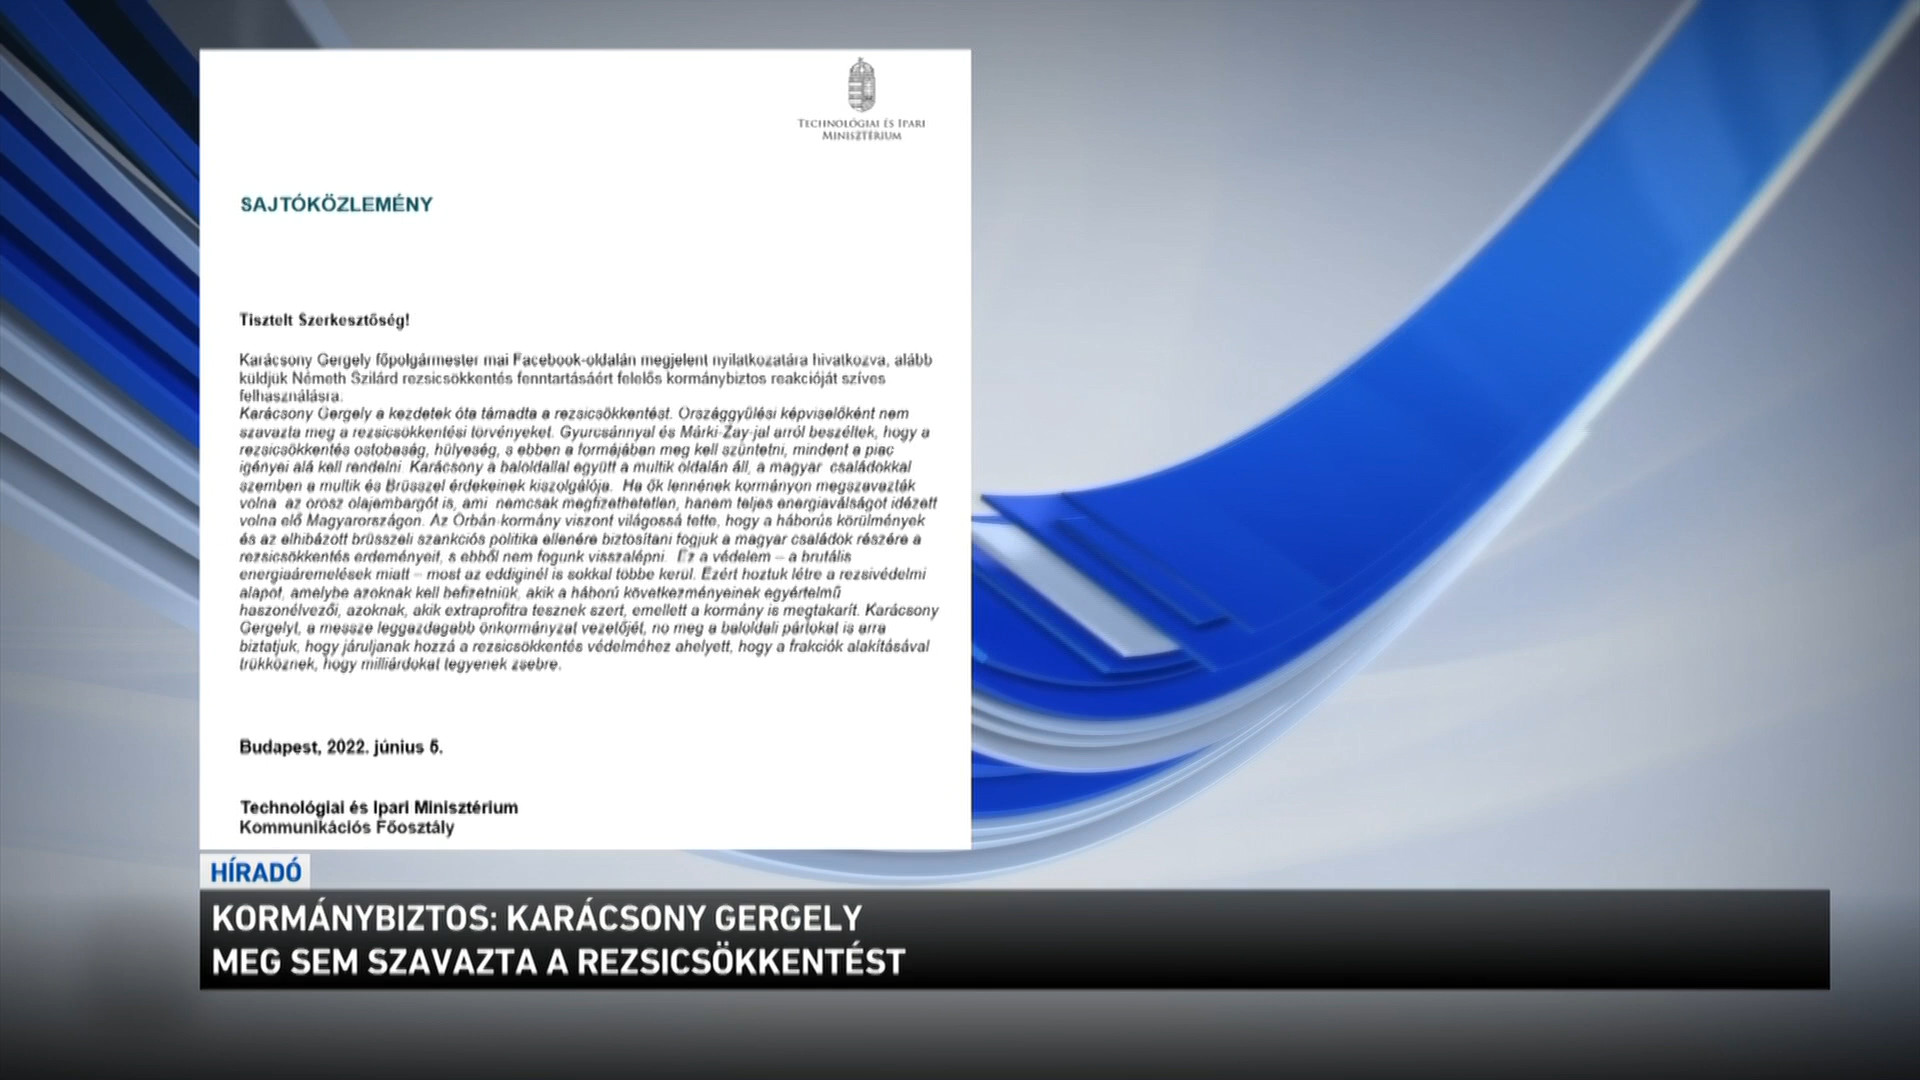 TECHNOLÓGIAI ÉS IPARI
MINISZTÉRIUM
SAJTÓKÖZLEMÉNY
Tisztelt Szerkesztőség!
Karácsony Gergely főpolgármester mai Facebook-oldalán megjelent nyilatkozatára hivatkozva, alább
küldjük Németh Szilárd rezsicsökkentés fenntartásáért felelős kormánybiztos reakcióját szíves
felhasználásra.
Karácsony Gergely a kezdetek óta támadta a rezsicsökkentést. Országgyűlési képviselőként nem
szavazta meg a rezsicsökkentési törvényeket. Gyurcsánnyal és Márki-Zay-jal arról beszéltek, hogy a
rezsicsökkentés ostobaság, hülyeség, s ebben a formájában meg kell szüntetni, mindent a piac
igényei alá kell rendelni. Karácsony a baloldallal együtt a multik oldalán áll, a magyar családokkal
szemben a multik és Brüsszel érdekeinek kiszolgálója. Ha ők lennének kormányon megszavazták
volna az orosz olajembargót is, ami nemcsak megfizethetetlen, hanem teljes energiaválságot idézett
volna elő Magyarországon. Az Orbán-kormány viszont világossá tette, hogy a háborús körülmények
és az elhibázott brüsszeli szankciós politika ellenére biztosítani fogjuk a magyar családok részére a
rezsicsökkentés eredményeit, s ebből nem fogunk visszalépni. Ez a védelem – a brutális
energiaáremelések miatt – most az eddiginél is sokkal többe kerül. Ezért hoztuk létre a rezsivédelmi
alapot, amelybe azoknak kell befizetniük, akik a háború következményeinek egyértelmű
haszonélvezői, azoknak, akik extraprofitra tesznek szert, emellett a kormány is megtakarít. Karácsony
Gergelyt, a messze leggazdagabb önkormányzat vezetőjét, no meg a baloldali pártokat is arra
biztatjuk, hogy járuljanak hozzá a rezsicsökkentés védelméhez ahelyett, hogy a frakciók alakításával
trükköznek, hogy milliárdokat tegyenek zsebre.
Budapest, 2022. június 6.
Technológiai és Ipari Minisztérium
Kommunikációs Főosztály
HÍRADÓ
KORMÁNYBIZTOS: KARÁCSONY GERGELY
MEG SEM SZAVAZTA A REZSICSÖKKENTÉST